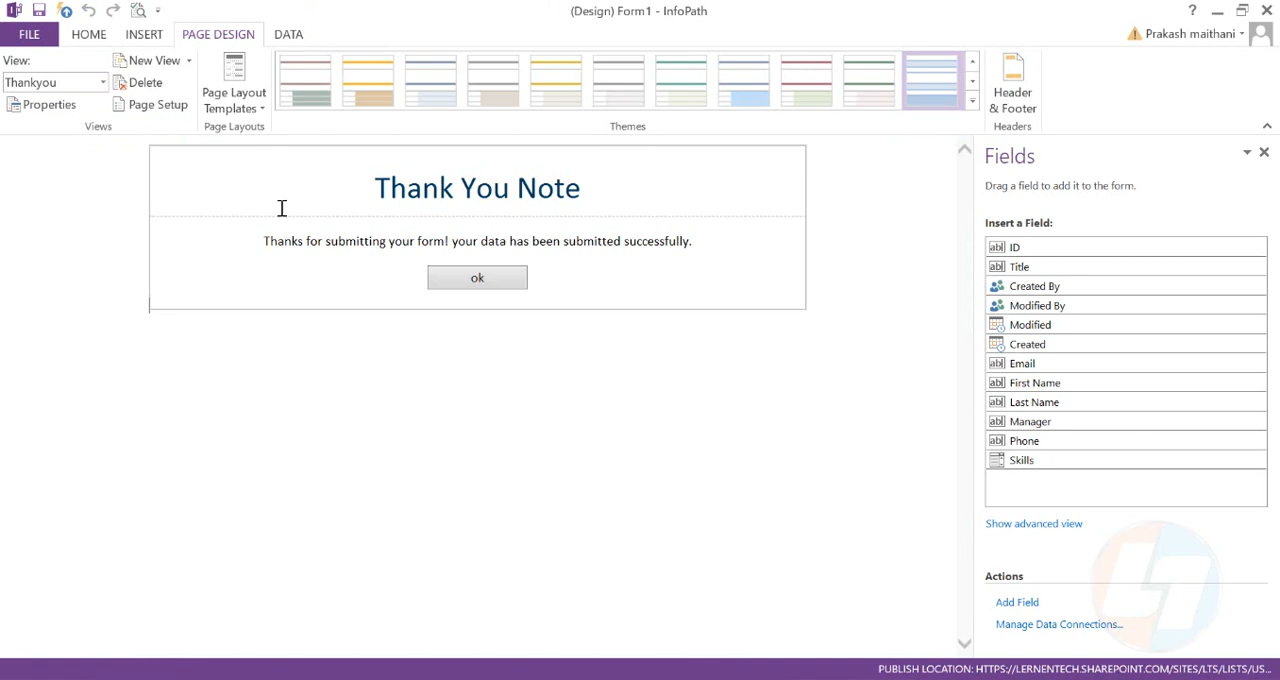 (Design) Form1 - InfoPath
FILE
HOME
INSERT
PAGE DESIGN
DATA
Prakash maithani
View:
Thankyou
Properties
New View
Delete
Page Setup
Views
Page Layout
Templates
Page Layouts
Themes
Header
& Footer
Headers
Thank You Note
Thanks for submitting your form! your data has been submitted successfully.
ok
Fields
Drag a field to add it to the form.
Insert a Field:
ID
Title
Created By
Modified By
Modified
Created
Email
First Name
Last Name
Manager
Phone
Skills
Show advanced view
Actions
Add Field
Manage Data Connections...
PUBLISH LOCATION: HTTPS://LERNENTECH.SHAREPOINT.COM/SITES/LTS/LISTS/US...